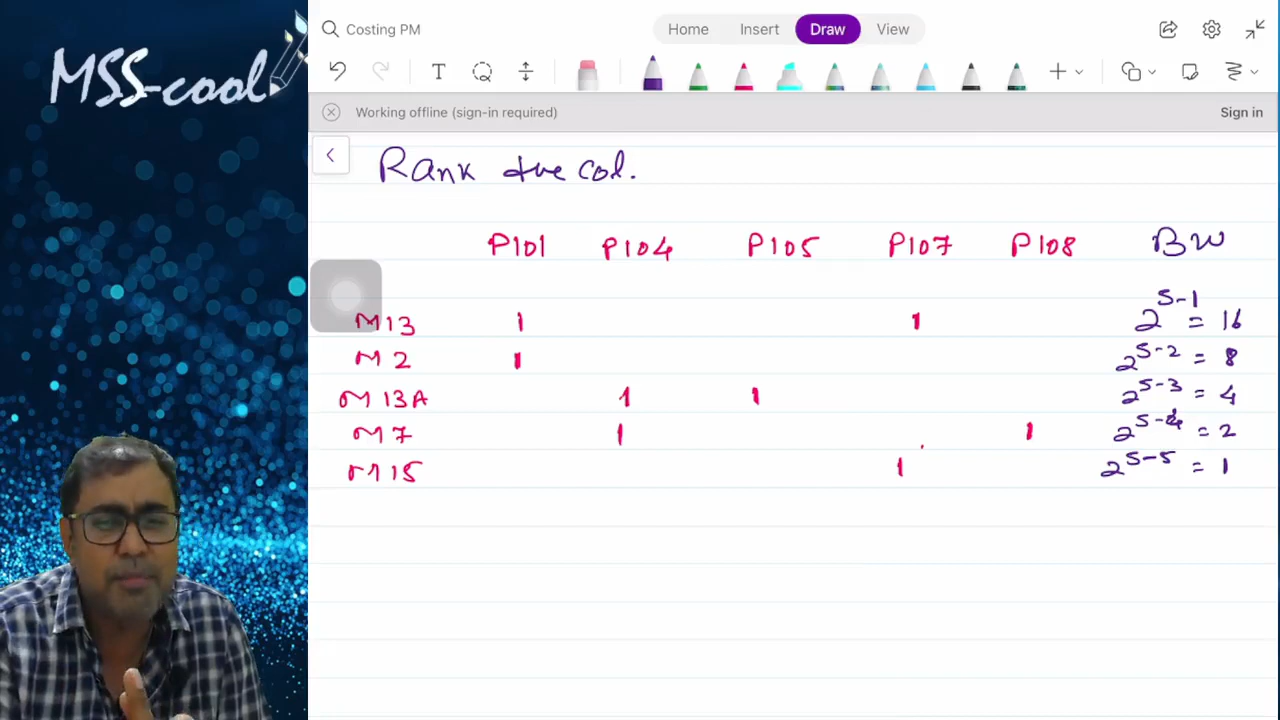 MSS-cool
Costing PM
Home Insert Draw View
T
Working offline (sign-in required)
Sign in
Rank the col.
P101 P104 P105 P107 P108 BW
M13 1 1 2^5-1 = 16
M2 1 2^5-2 = 8
M13A 1 1 2^5-3 = 4
M7 1 1 2^5-4 = 2
M15 1 2^5-5 = 1